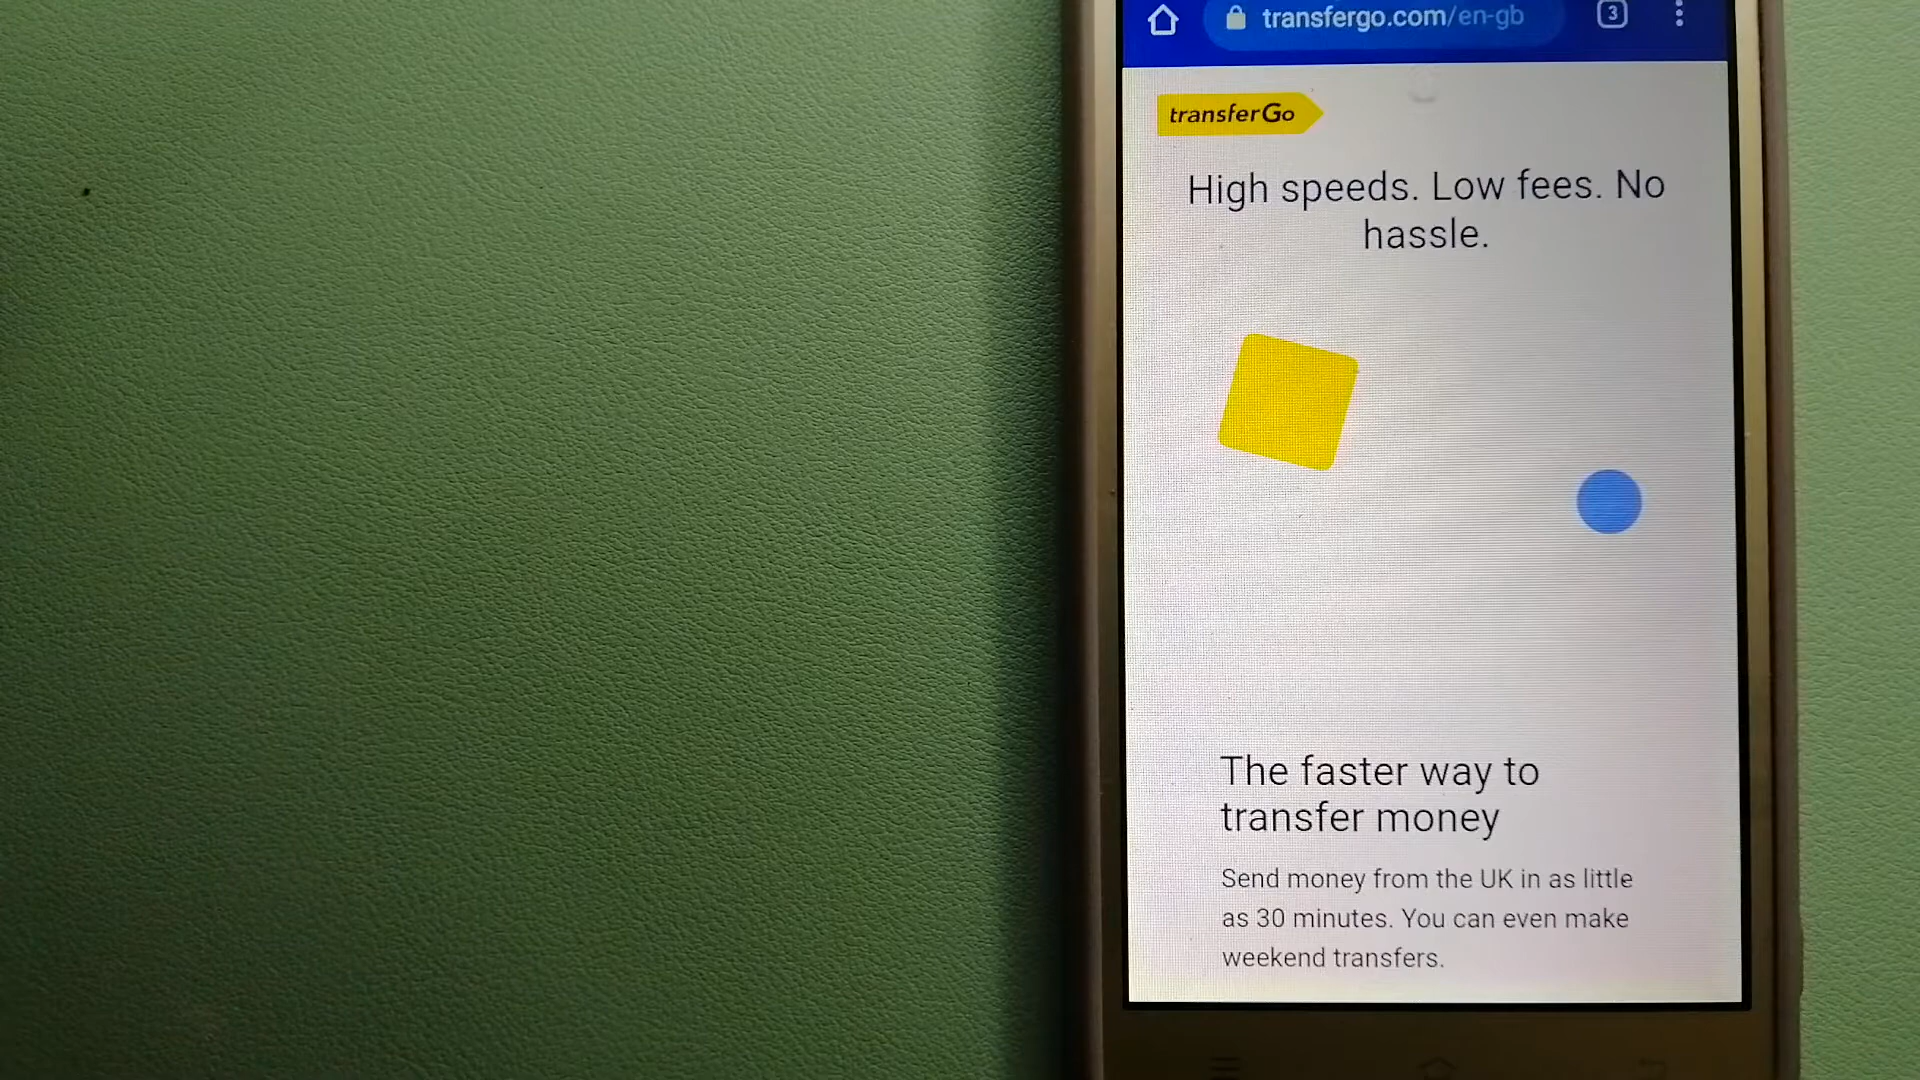 transfergo.com/en-gb
3
transferGo
High speeds. Low fees. No
hassle.
The faster way to
transfer money
Send money from the UK in as little
as 30 minutes. You can even make
weekend transfers.